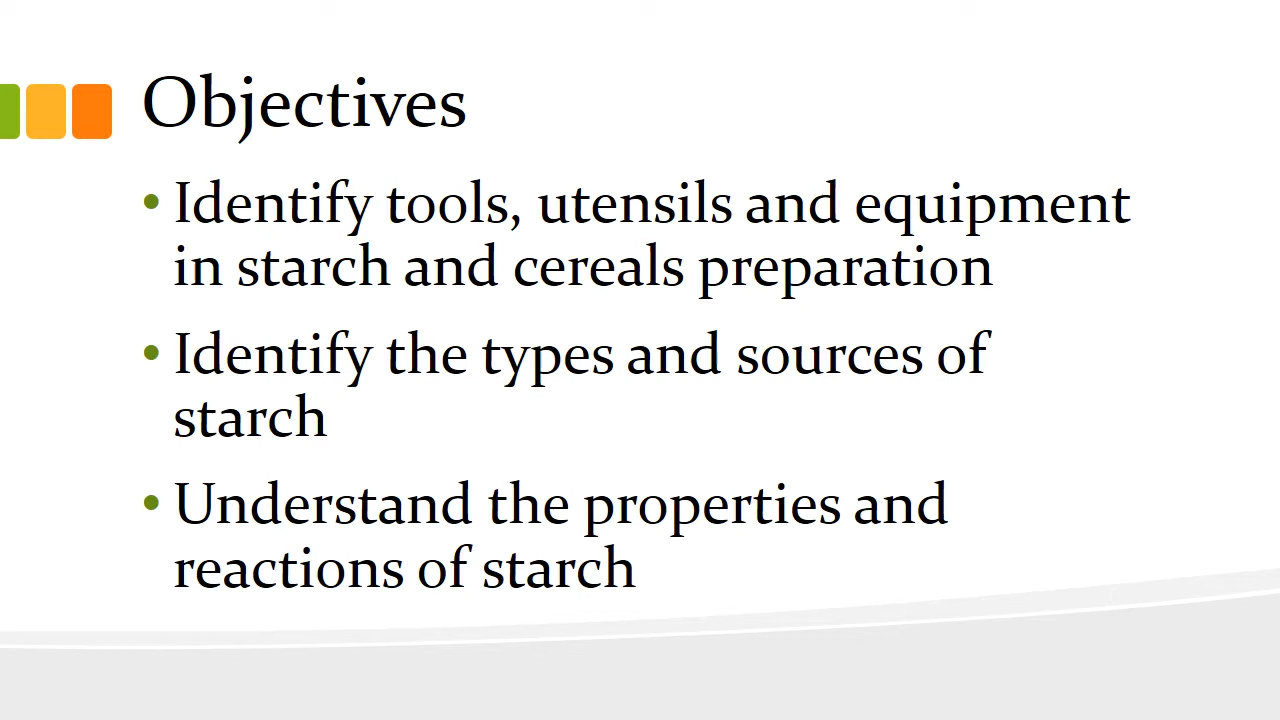 Objectives
• Identify tools, utensils and equipment
in starch and cereals preparation
• Identify the types and sources of
starch
• Understand the properties and
reactions of starch